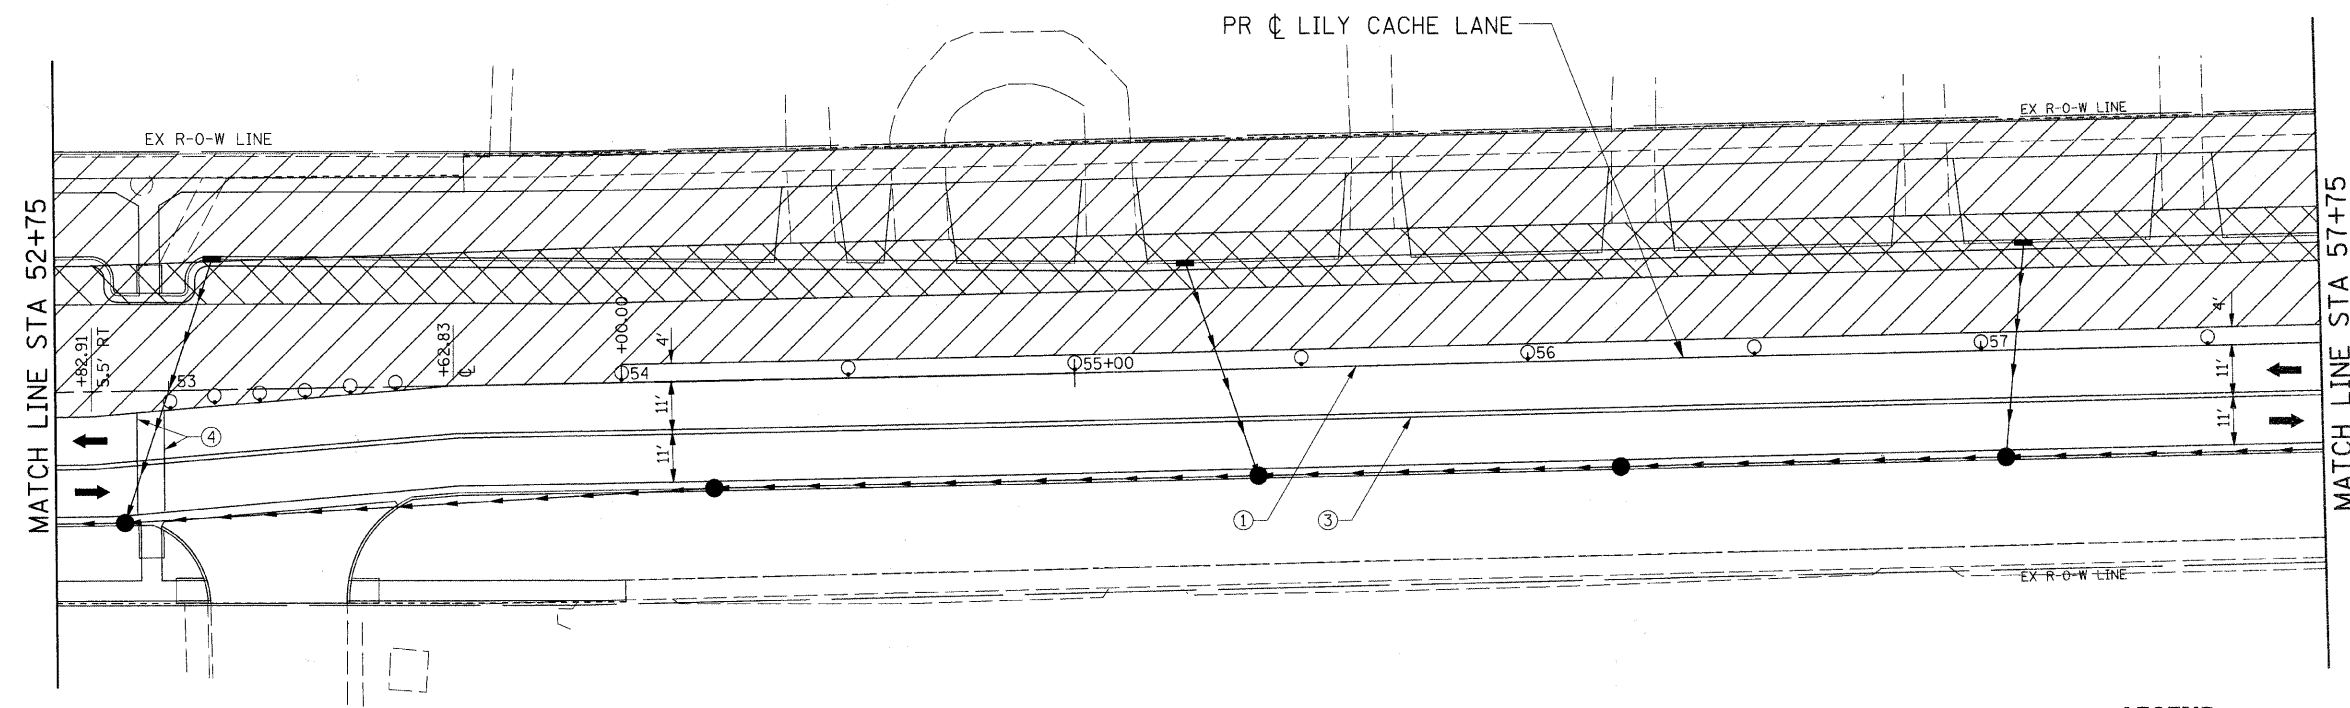 PR ℄ LILY CACHE LANE
EX R-O-W LINE
EX R-O-W LINE
MATCH LINE STA 52+75
MATCH LINE STA 57+75
+82.91
5.5' RT
53
+62.83
℄
+00.00
54
4'
55+00
56
57
4'
11'
11'
11'
11'
4
1
3
EX R-O-W LINE